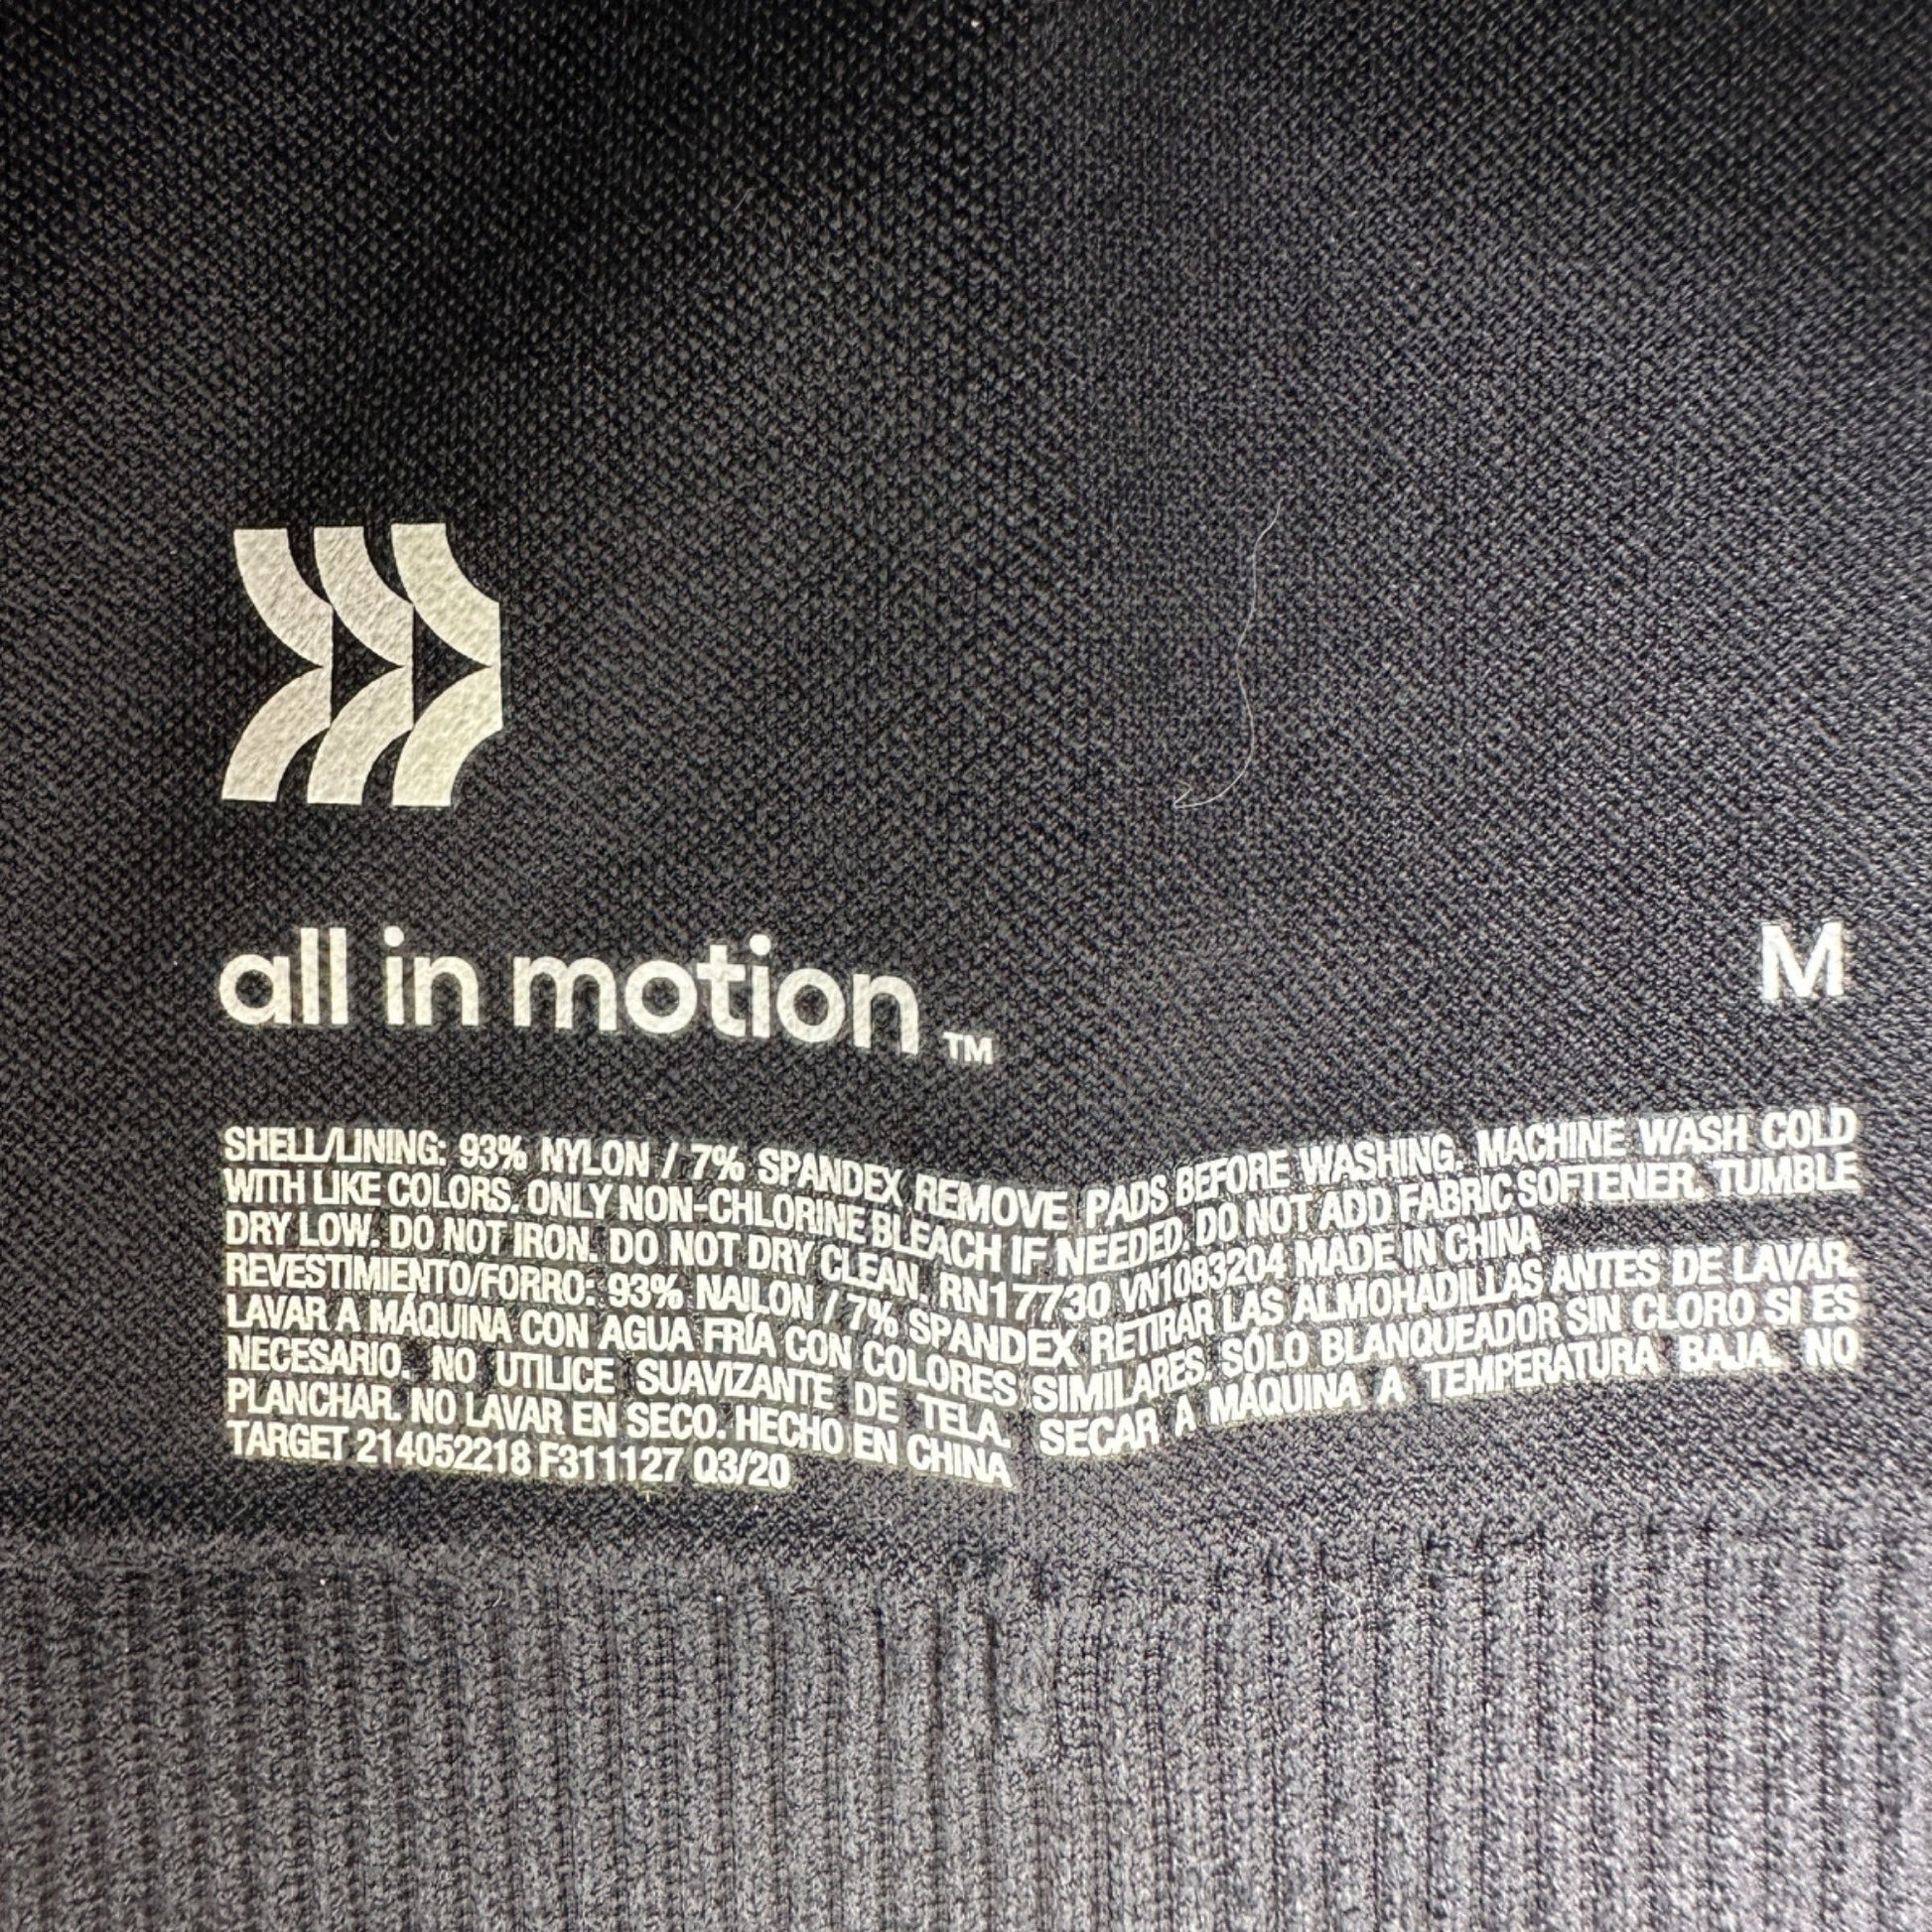 all in motion ™
M
SHELL/LINING: 93% NYLON / 7% SPANDEX REMOVE PADS BEFORE WASHING. MACHINE WASH COLD
WITH LIKE COLORS. ONLY NON-CHLORINE BLEACH IF NEEDED. DO NOT ADD FABRIC SOFTENER. TUMBLE
DRY LOW. DO NOT IRON. DO NOT DRY CLEAN. RN17730 VN1083204 MADE IN CHINA
REVESTIMIENTO/FORRO: 93% NAILON / 7% SPANDEX RETIRAR LAS ALMOHADILLAS ANTES DE LAVAR.
LAVAR A MÁQUINA CON AGUA FRÍA CON COLORES SIMILARES. SÓLO BLANQUEADOR SIN CLORO SI ES
NECESARIO. NO UTILICE SUAVIZANTE DE TELA. SECAR A MÁQUINA A TEMPERATURA BAJA. NO
PLANCHAR. NO LAVAR EN SECO. HECHO EN CHINA
TARGET 214052218 F311127 Q3/20